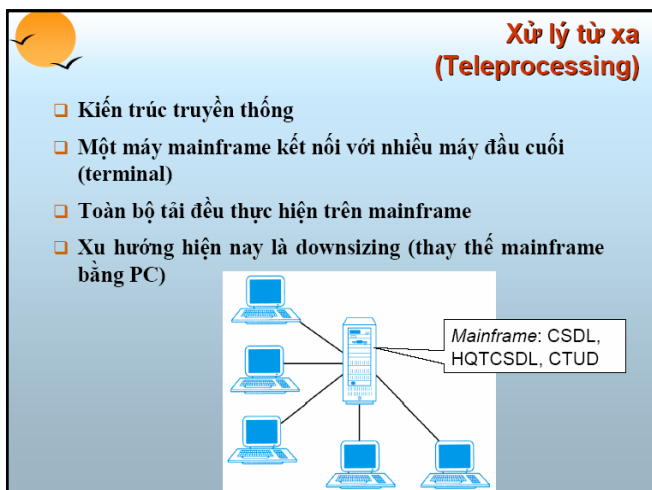 Xử lý từ xa
(Teleprocessing)
Kiến trúc truyền thống
Một máy mainframe kết nối với nhiều máy đầu cuối
(terminal)
Toàn bộ tải đều thực hiện trên mainframe
Xu hướng hiện nay là downsizing (thay thế mainframe
bằng PC)
Mainframe: CSDL,
HQTCSDL, CTUD